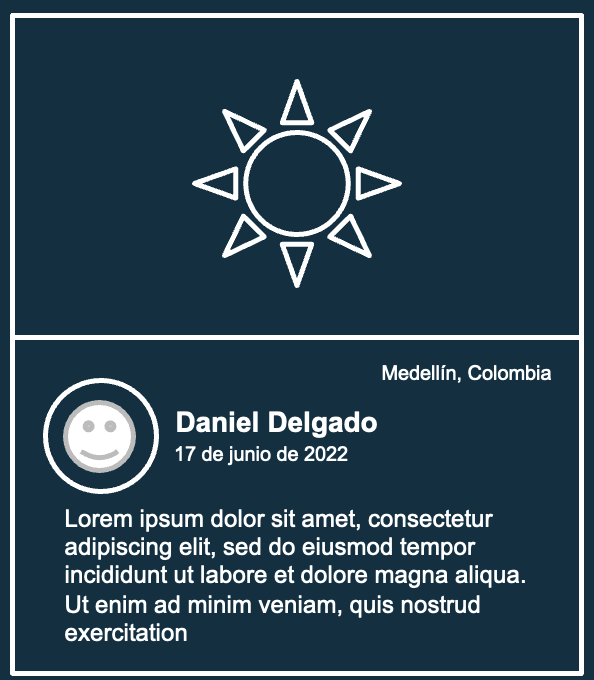 Medellín, Colombia
Daniel Delgado
17 de junio de 2022
Lorem ipsum dolor sit amet, consectetur
adipiscing elit, sed do eiusmod tempor
incididunt ut labore et dolore magna aliqua.
Ut enim ad minim veniam, quis nostrud
exercitation